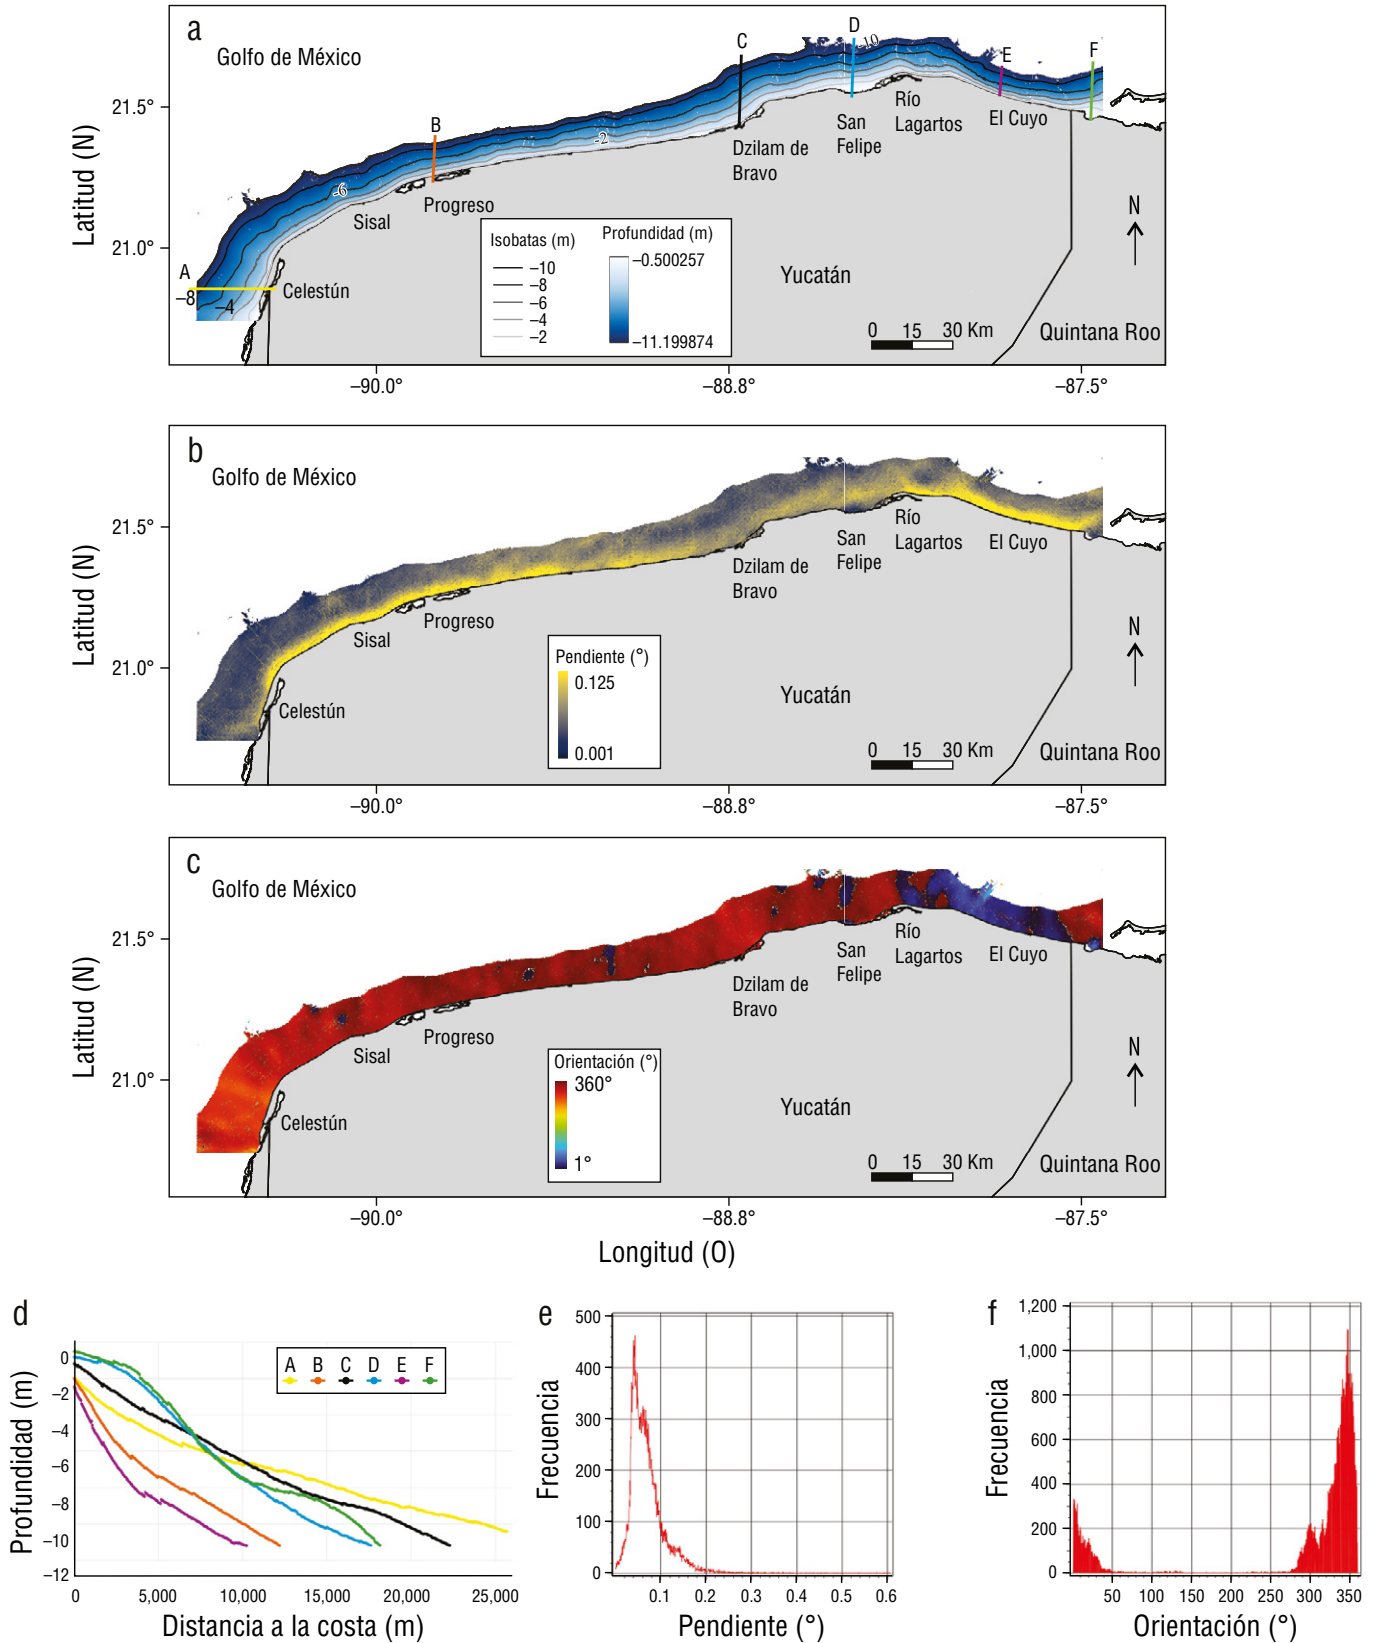 a
Golfo de México
A
B
C
D
E
F
−10
−2
−6
−8
−4
Río
Lagartos
San
Felipe
El Cuyo
Dzilam de
Bravo
Progreso
Sisal
Celestún
Yucatán
Quintana Roo
N
Isobatas (m)
−10
−8
−6
−4
−2
Profundidad (m)
−0.500257
−11.199874
0 15 30 Km
Latitud (N)
21.5°
21.0°
−90.0°
−88.8°
−87.5°
b
Golfo de México
Río
Lagartos
San
Felipe
El Cuyo
Dzilam de
Bravo
Progreso
Sisal
Celestún
Yucatán
Quintana Roo
N
Pendiente (°)
0.125
0.001
0 15 30 Km
Latitud (N)
21.5°
21.0°
−90.0°
−88.8°
−87.5°
c
Golfo de México
Río
Lagartos
San
Felipe
El Cuyo
Dzilam de
Bravo
Progreso
Sisal
Celestún
Yucatán
Quintana Roo
N
Orientación (°)
360°
1°
0 15 30 Km
Latitud (N)
21.5°
21.0°
−90.0°
−88.8°
−87.5°
Longitud (O)
d
A B C D E F
Profundidad (m)
0
−2
−4
−6
−8
−10
−12
0 5,000 10,000 15,000 20,000 25,000
Distancia a la costa (m)
e
Frecuencia
500
400
300
200
100
0
0.1 0.2 0.3 0.4 0.5 0.6
Pendiente (°)
f
Frecuencia
1,200
1,000
800
600
400
200
0
50 100 150 200 250 300 350
Orientación (°)